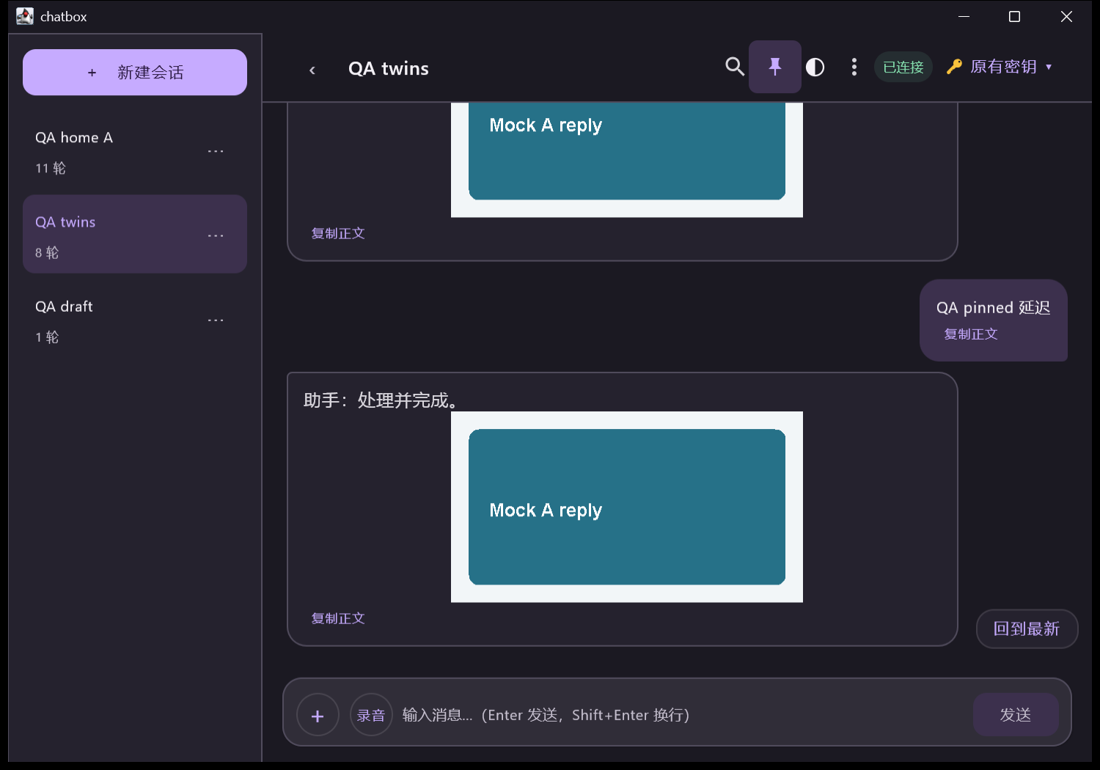 chatbox
+ 新建会话
QA home A
11 轮
QA twins
8 轮
QA draft
1 轮
QA twins
已连接
原有密钥
Mock A reply
复制正文
QA pinned 延迟
复制正文
助手：处理并完成。
Mock A reply
复制正文
回到最新
+
录音
输入消息... (Enter 发送，Shift+Enter 换行)
发送